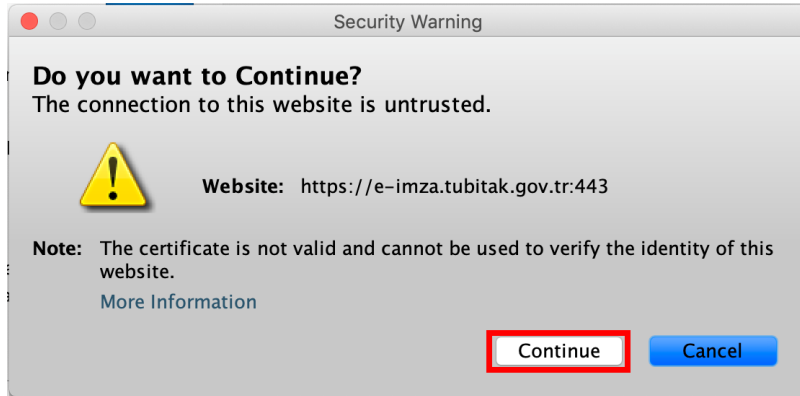 Security Warning
Do you want to Continue?
The connection to this website is untrusted.
Website: https://e-imza.tubitak.gov.tr:443
Note: The certificate is not valid and cannot be used to verify the identity of this
website.
More Information
Continue Cancel